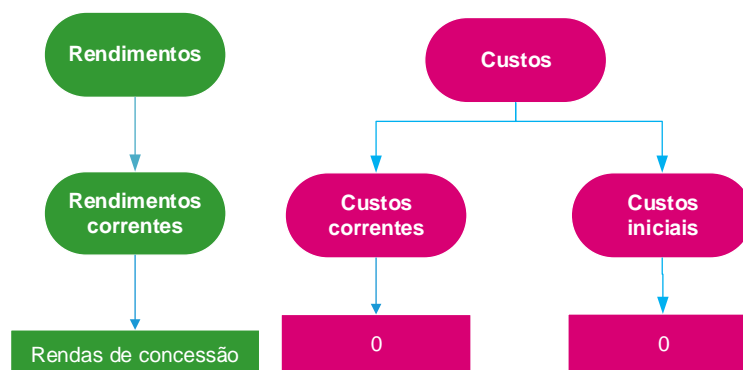 Rendimentos
Custos
Rendimentos
correntes
Custos
correntes
Custos
iniciais
Rendas de concessão
0
0